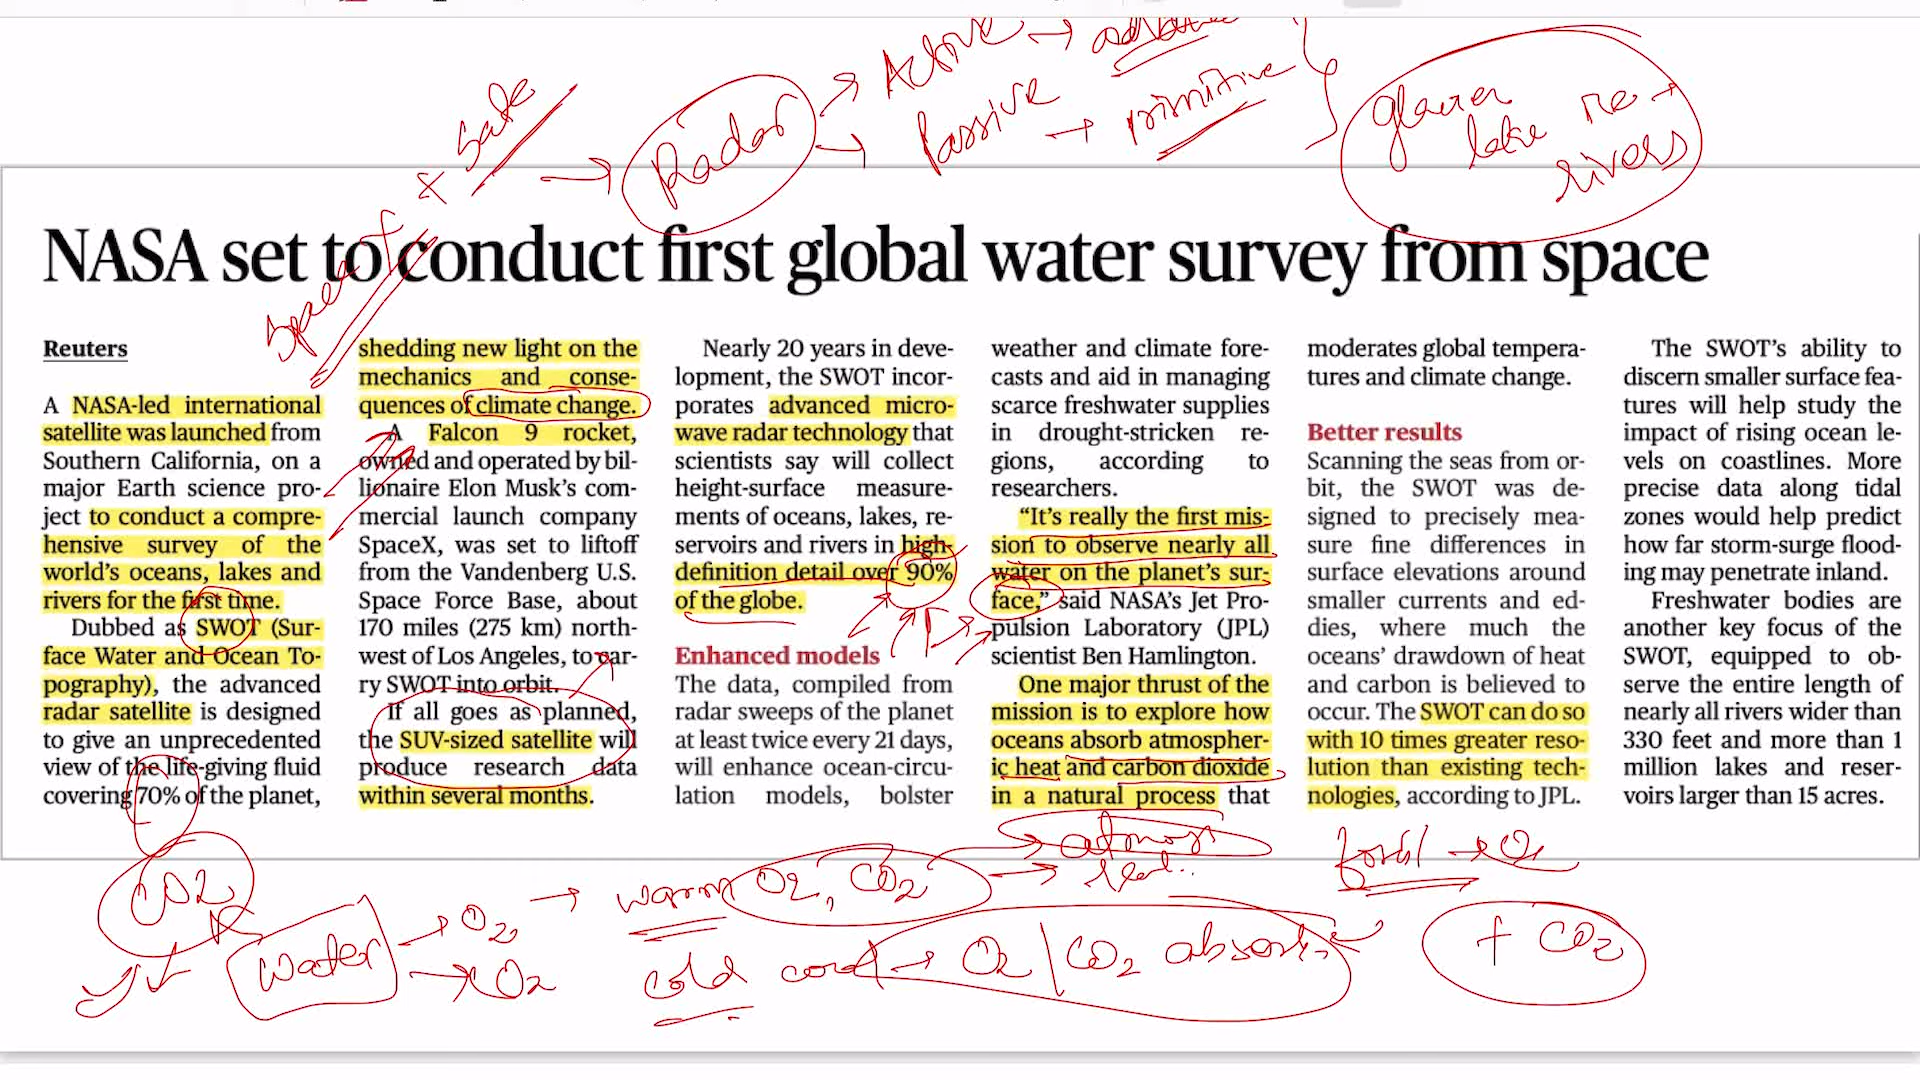 Active → advance
Passive → primitive
Sate
x
→ Radar
glacier
lake re →
rivers
NASA set to conduct first global water survey from space
Space x
Reuters
A NASA-led international
satellite was launched from
Southern California, on a
major Earth science pro-
ject to conduct a compre-
hensive survey of the
world's oceans, lakes and
rivers for the first time.
Dubbed as SWOT (Sur-
face Water and Ocean To-
pography), the advanced
radar satellite is designed
to give an unprecedented
view of the life-giving fluid
covering 70% of the planet,
shedding new light on the
mechanics and conse-
quences of climate change.
A Falcon 9 rocket,
owned and operated by bil-
lionaire Elon Musk's com-
mercial launch company
SpaceX, was set to liftoff
from the Vandenberg U.S.
Space Force Base, about
170 miles (275 km) north-
west of Los Angeles, to car-
ry SWOT into orbit.
If all goes as planned,
the SUV-sized satellite will
produce research data
within several months.
Nearly 20 years in deve-
lopment, the SWOT incor-
porates advanced micro-
wave radar technology that
scientists say will collect
height-surface measure-
ments of oceans, lakes, re-
servoirs and rivers in high-
definition detail over 90%
of the globe.
Enhanced models
The data, compiled from
radar sweeps of the planet
at least twice every 21 days,
will enhance ocean-circu-
lation models, bolster
weather and climate fore-
casts and aid in managing
scarce freshwater supplies
in drought-stricken re-
gions, according to
researchers.
"It's really the first mis-
sion to observe nearly all
water on the planet's sur-
face," said NASA's Jet Pro-
pulsion Laboratory (JPL)
scientist Ben Hamlington.
One major thrust of the
mission is to explore how
oceans absorb atmospher-
ic heat and carbon dioxide
in a natural process that
moderates global tempera-
tures and climate change.
Better results
Scanning the seas from or-
bit, the SWOT was de-
signed to precisely mea-
sure fine differences in
surface elevations around
smaller currents and ed-
dies, where much the
oceans' drawdown of heat
and carbon is believed to
occur. The SWOT can do so
with 10 times greater reso-
lution than existing tech-
nologies, according to JPL.
The SWOT's ability to
discern smaller surface fea-
tures will help study the
impact of rising ocean le-
vels on coastlines. More
precise data along tidal
zones would help predict
how far storm-surge flood-
ing may penetrate inland.
Freshwater bodies are
another key focus of the
SWOT, equipped to ob-
serve the entire length of
nearly all rivers wider than
330 feet and more than 1
million lakes and reser-
voirs larger than 15 acres.
CO2
Water → O2
→ CO2
→ warm O2, CO2 →
→
cold → O2 | CO2 absorb
→ O2
+ CO2